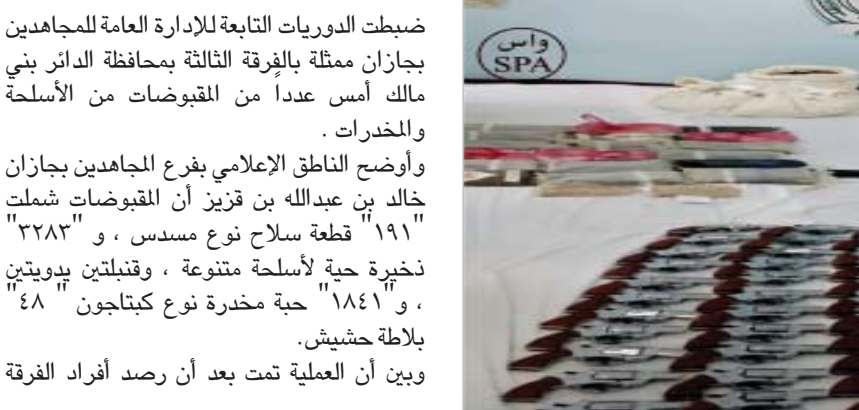 ضبطت الدوريات التابعة للإدارة العامة للمجاهدين
بجازان ممثلة بالفرقة الثالثة بمحافظة الدائر بني
مالك أمس عدداً من المقبوضات من الأسلحة
والمخدرات .
وأوضح الناطق الإعلامي بفرع المجاهدين بجازان
خالد بن عبدالله بن قزيز أن المقبوضات شملت
"١٩١" قطعة سلاح نوع مسدس ، و "٣٢٨٣"
ذخيرة حية لأسلحة متنوعة ، وقنبلتين يدويتين
، و"١٨٤١" حبة مخدرة نوع كبتاجون " ٤٨"
بلاطة حشيش.
وبين أن العملية تمت بعد أن رصد أفراد الفرقة
واس
SPA